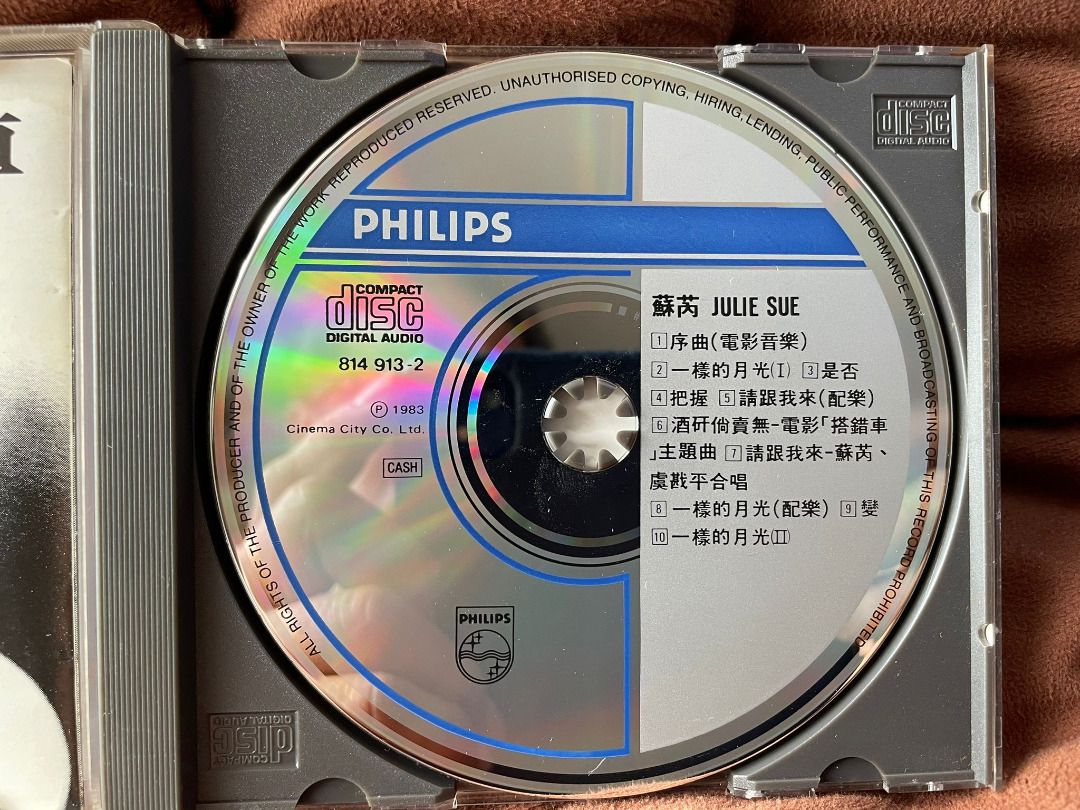 ALL RIGHTS OF THE PRODUCER AND OF THE OWNER OF THE WORK REPRODUCED RESERVED. UNAUTHORISED COPYING, HIRING, LENDING, PUBLIC PERFORMANCE AND BROADCASTING OF THIS RECORD PROHIBITED
COMPACT
disc
DIGITAL AUDIO
PHILIPS
COMPACT
disc
DIGITAL AUDIO
814 913-2
Ⓟ 1983
Cinema City Co. Ltd.
CASH
PHILIPS
蘇芮 JULIE SUE
1 序曲(電影音樂)
2 一樣的月光(I) 3 是否
4 把握 5 請跟我來(配樂)
6 酒矸倘賣無-電影「搭錯車
」主題曲 7 請跟我來-蘇芮、
虞戡平合唱
8 一樣的月光(配樂) 9 變
10 一樣的月光(II)
COMPACT
disc
DIGITAL AUDIO